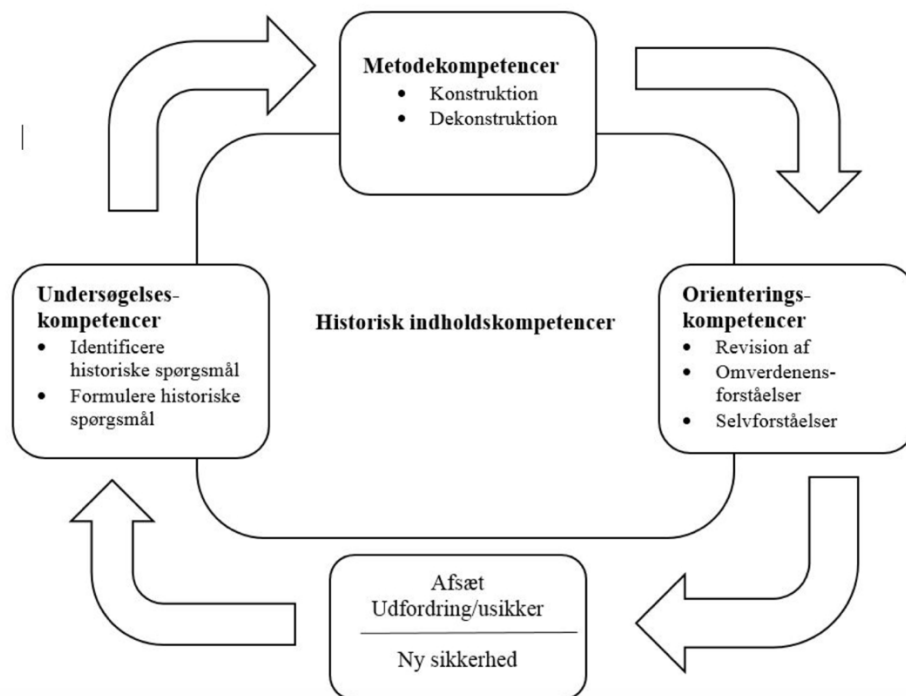 Metodekompetencer
• Konstruktion
• Dekonstruktion
Undersøgelses-
kompetencer
• Identificere
historiske spørgsmål
• Formulere historiske
spørgsmål
Historisk indholdskompetencer
Orienterings-
kompetencer
• Revision af
• Omverdenens-
forståelser
• Selvforståelser
Afsæt
Udfordring/usikker
Ny sikkerhed